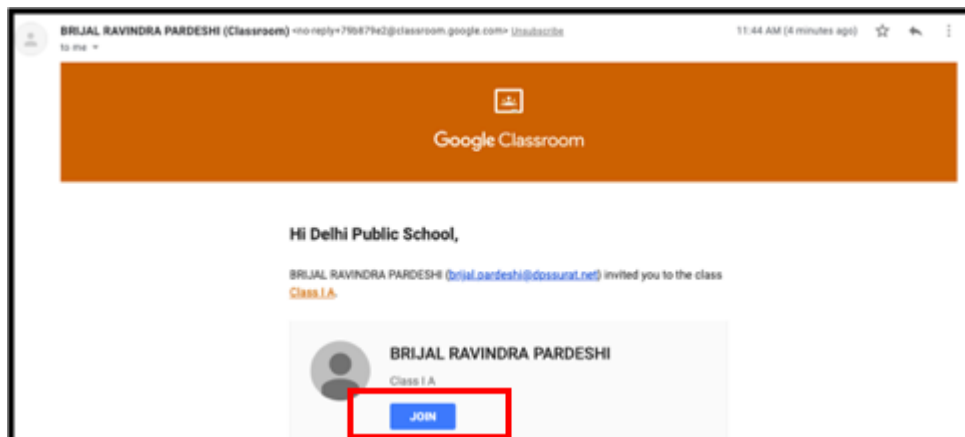 BRIJAL RAVINDRA PARDESHI (Classroom) <no-reply+79b879e2@classroom.google.com> Unsubscribe 11:44 AM (4 minutes ago)
to me
Google Classroom
Hi Delhi Public School,
BRIJAL RAVINDRA PARDESHI (brijal.pardeshi@dpssurat.net) invited you to the class
Class I A.
BRIJAL RAVINDRA PARDESHI
Class I A
JOIN